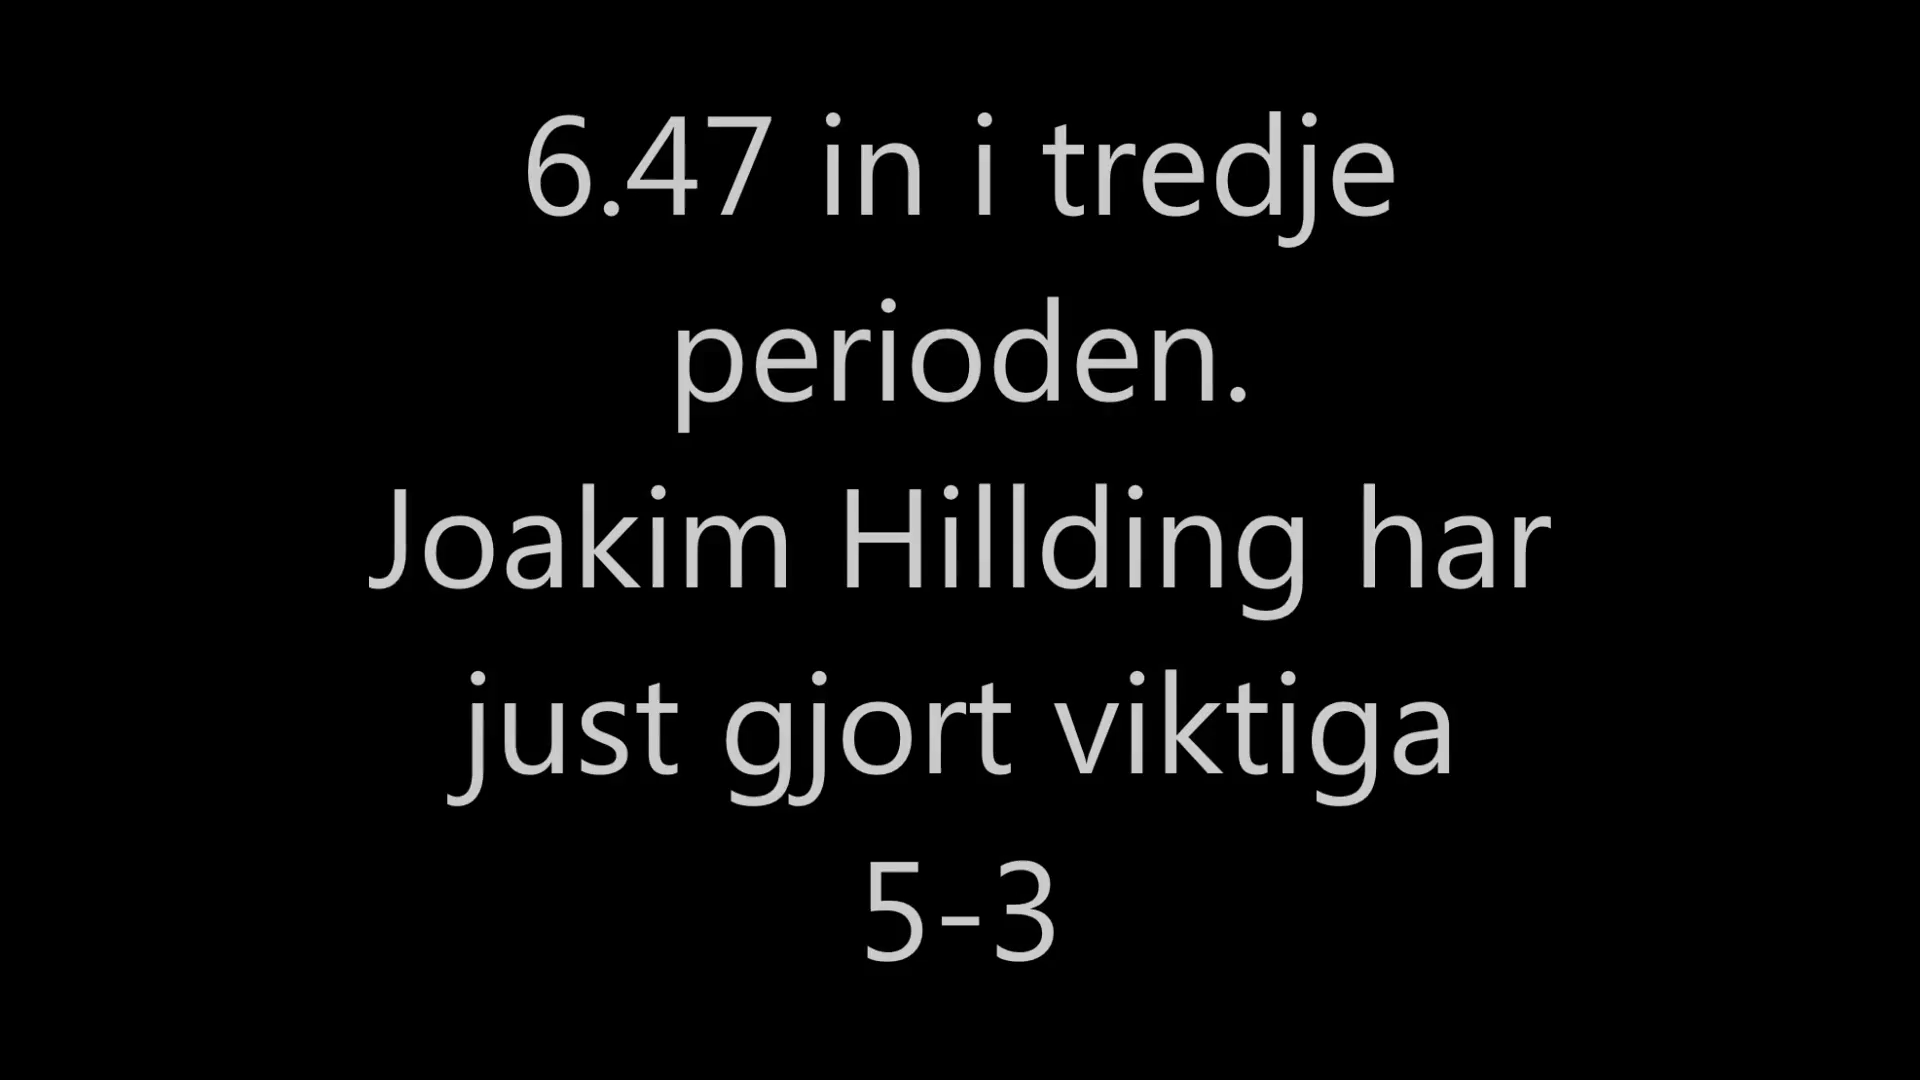 6.47 in i tredje
perioden.
Joakim Hillding har
just gjort viktiga
5-3